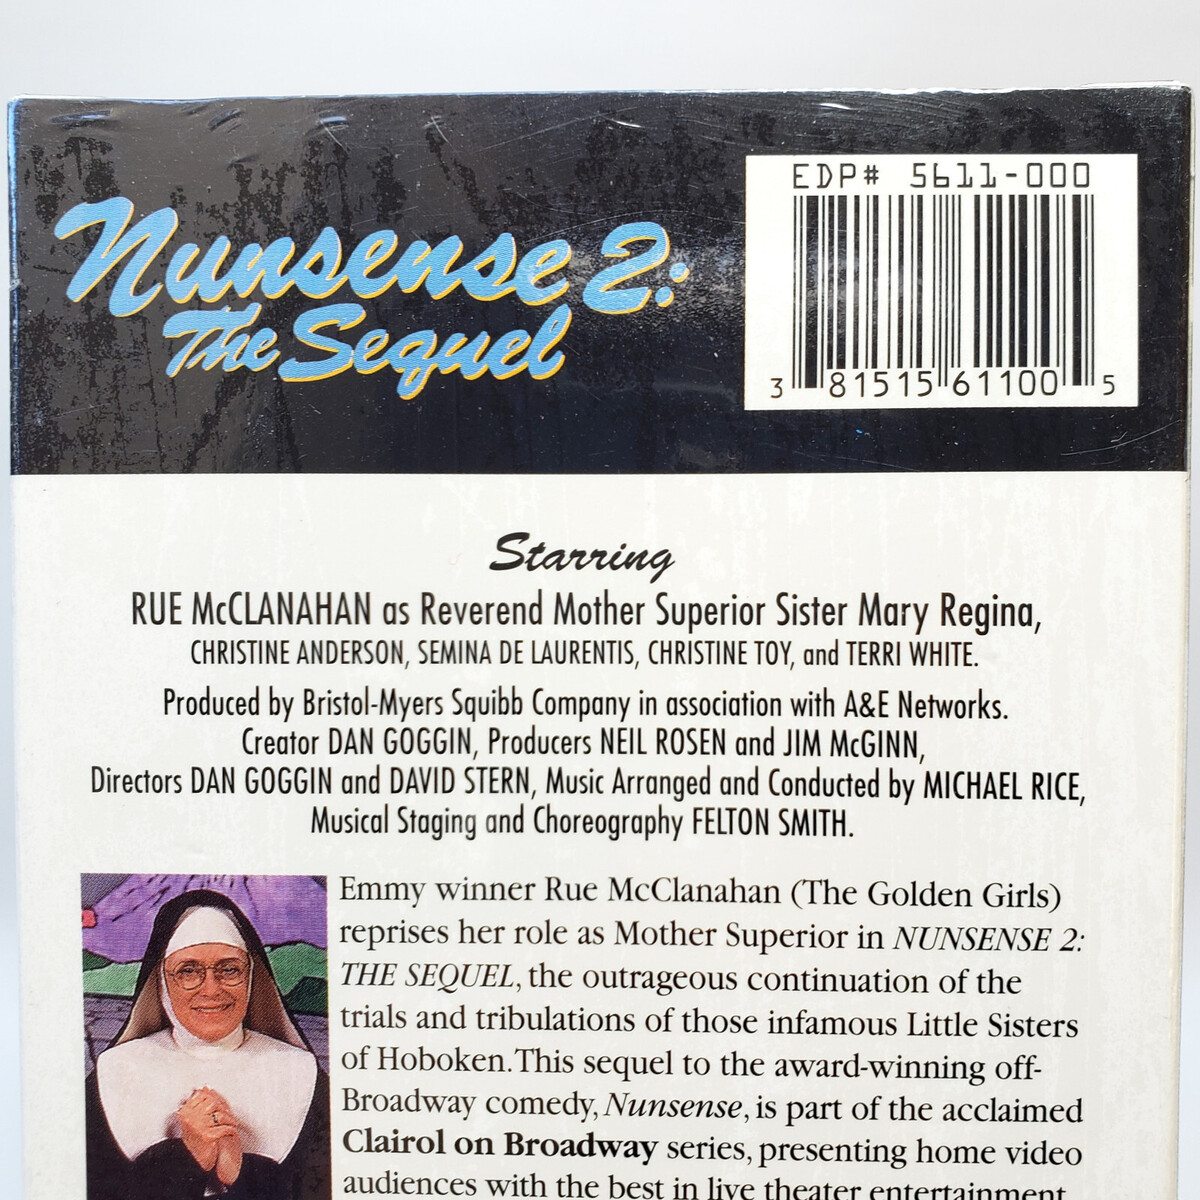 Nunsense 2:
The Sequel
EDP# 5611-000
3 81515 61100 5
Starring
RUE McCLANAHAN as Reverend Mother Superior Sister Mary Regina,
CHRISTINE ANDERSON, SEMINA DE LAURENTIS, CHRISTINE TOY, and TERRI WHITE.
Produced by Bristol-Myers Squibb Company in association with A&E Networks.
Creator DAN GOGGIN, Producers NEIL ROSEN and JIM McGINN,
Directors DAN GOGGIN and DAVID STERN, Music Arranged and Conducted by MICHAEL RICE,
Musical Staging and Choreography FELTON SMITH.
Emmy winner Rue McClanahan (The Golden Girls)
reprises her role as Mother Superior in NUNSENSE 2:
THE SEQUEL, the outrageous continuation of the
trials and tribulations of those infamous Little Sisters
of Hoboken. This sequel to the award-winning off-
Broadway comedy, Nunsense, is part of the acclaimed
Clairol on Broadway series, presenting home video
audiences with the best in live theater entertainment